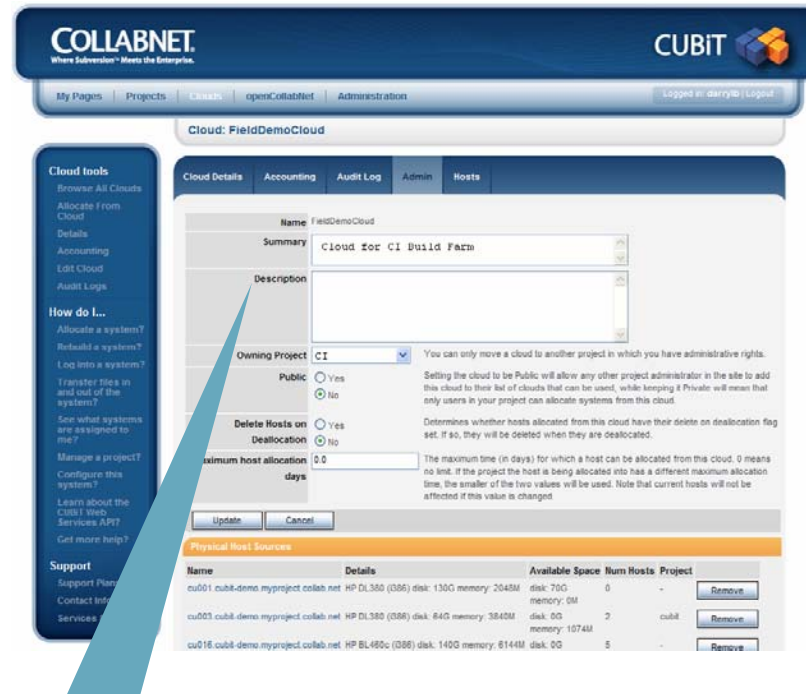 COLLABNET.
Where Subversion™ Meets the Enterprise.
CUBiT
My Pages | Projects | Clouds | openCollabNet | Administration
Logged in: darrylb | Logout
Cloud: FieldDemoCloud
Cloud tools
Browse All Clouds
Allocate From
Cloud
Details
Accounting
Edit Cloud
Audit Logs
How do I...
Allocate a system?
Rebuild a system?
Log into a system?
Transfer files in
and out of the
system?
See what systems
are assigned to
me?
Manage a project?
Configure this
system?
Learn about the
CUBiT Web
Services API?
Get more help?
Support
Support
Contact
Services
Cloud Details
Accounting
Audit Log
Admin
Hosts
Name FieldDemoCloud
Summary Cloud for CI Build Farm
Description
Owning Project CI You can only move a cloud to another project in which you have administrative rights.
Public Yes
No
Setting the cloud to be Public will allow any other project administrator in the site to add
this cloud to their list of clouds that can be used, while keeping it Private will mean that
only users in your project can allocate systems from this cloud.
Delete Hosts on
Deallocation
Yes
No
Determines whether hosts allocated from this cloud have their delete on deallocation flag
set. If so, they will be deleted when they are deallocated.
aximum host allocation
days
0.0
The maximum time (in days) for which a host can be allocated from this cloud. 0 means
no limit. If the project the host is being allocated into has a different maximum allocation
time, the smaller of the two values will be used. Note that current hosts will not be
affected if this value is changed
Update Cancel
Physical Host Sources
Name Details Available Space Num Hosts Project
cu001.cubit-demo.myproject.collab.net HP DL380 (i386) disk: 130G memory: 2048M disk: 70G memory: 0M 0 - Remove
cu003.cubit-demo.myproject.collab.net HP DL380 (i386) disk: 64G memory: 3840M disk: 0G memory: 1074M 2 cubit Remove
cu016.cubit-demo.myproject.collab.net HP BL460c (i386) disk: 140G memory: 6144M disk: 0G 5 - Remove